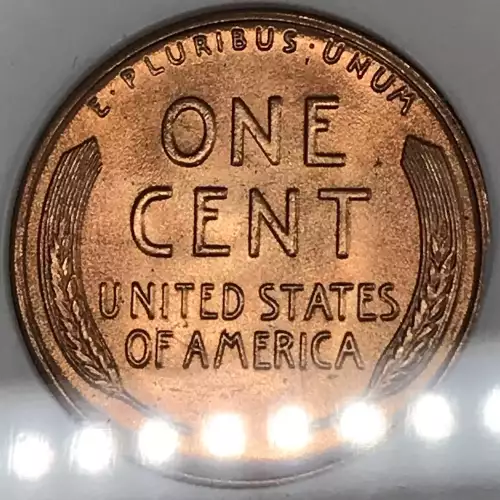 E·PLURIBUS·UNUM
ONE
CENT
UNITED STATES
OF AMERICA